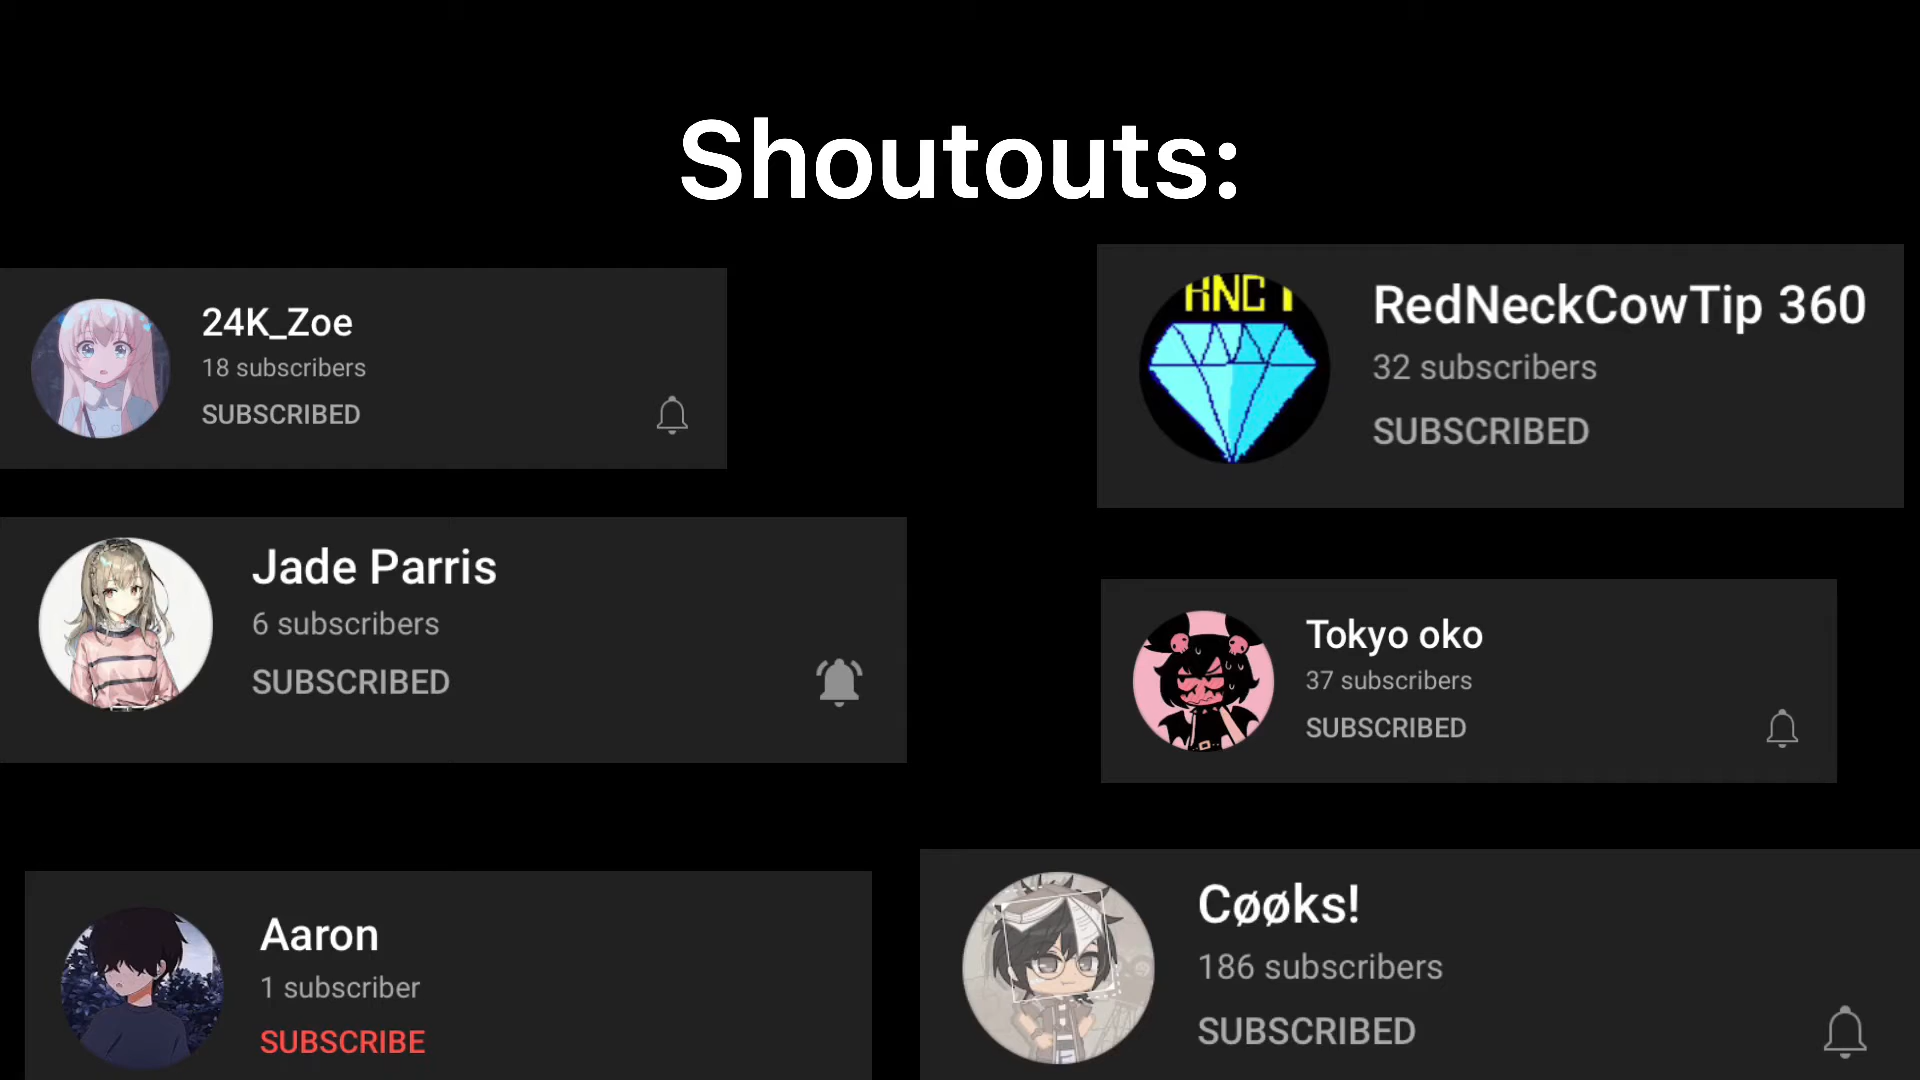 Shoutouts:
24K_Zoe
18 subscribers
SUBSCRIBED
RNCT
RedNeckCowTip 360
32 subscribers
SUBSCRIBED
Jade Parris
6 subscribers
SUBSCRIBED
Tokyo oko
37 subscribers
SUBSCRIBED
Aaron
1 subscriber
SUBSCRIBE
Cøøks!
186 subscribers
SUBSCRIBED